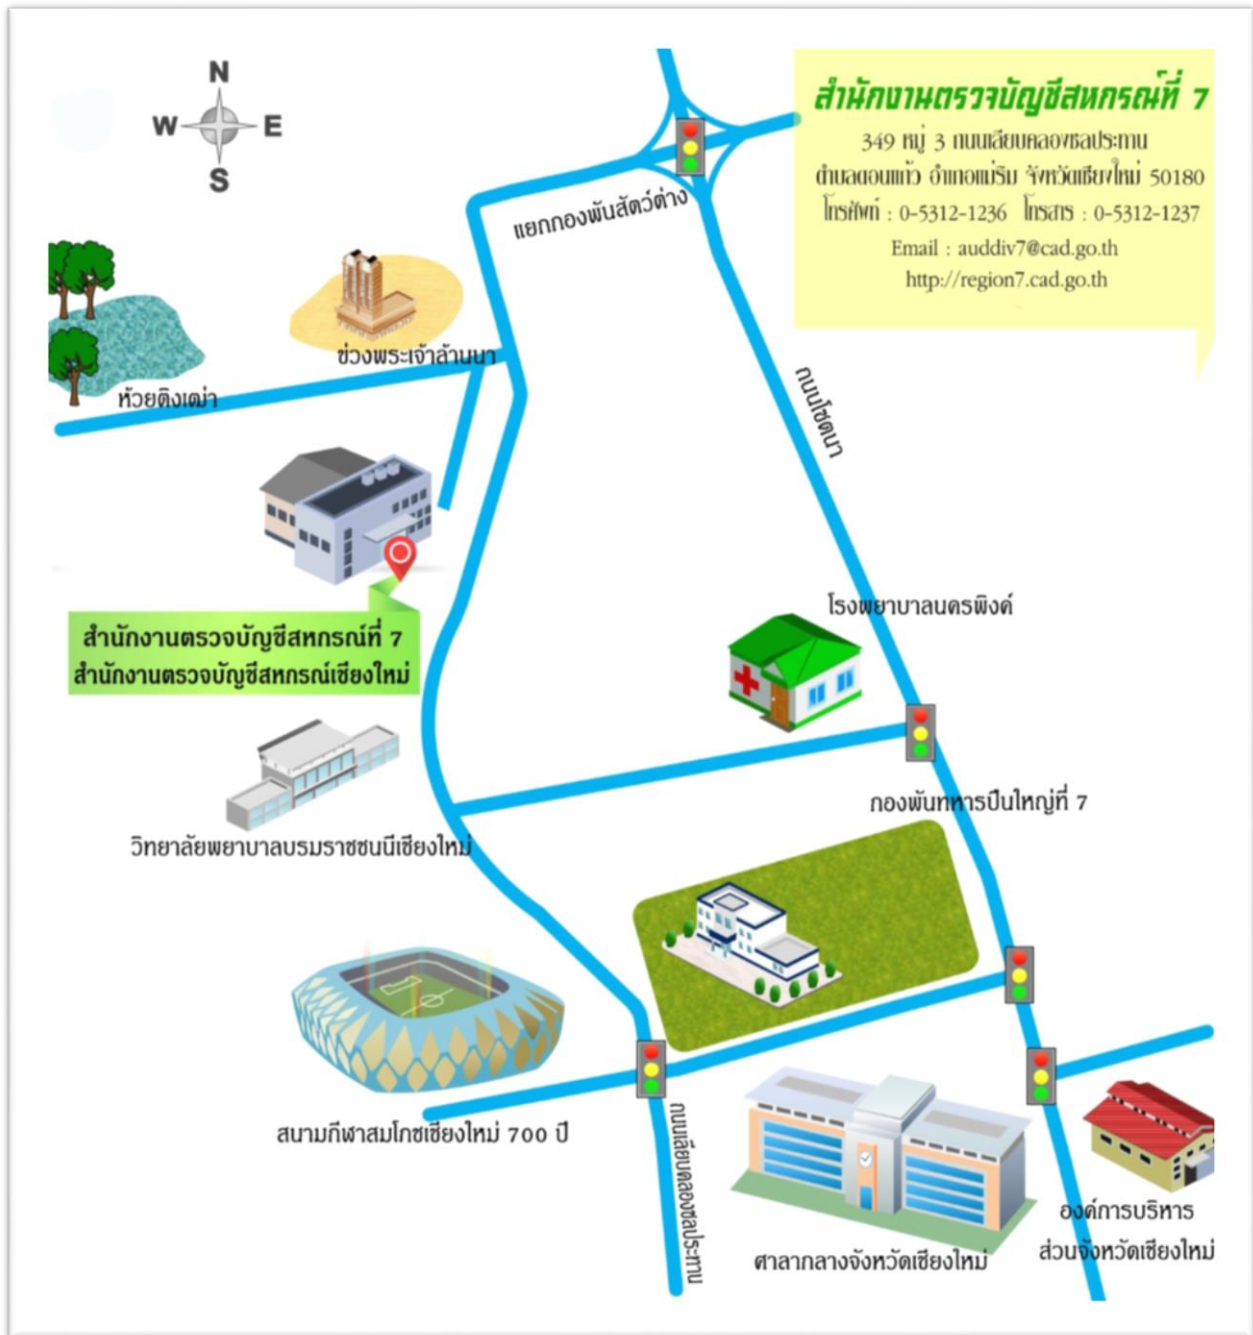 N
W E
S
สำนักงานตรวจบัญชีสหกรณ์ที่ 7
349 หมู่ 3 ถนนเลียบคลองชลประทาน
ตำบลดอนแก้ว อำเภอแม่ริม จังหวัดเชียงใหม่ 50180
โทรศัพท์ : 0-5312-1236 โทรสาร : 0-5312-1237
Email : auddiv7@cad.go.th
http://region7.cad.go.th
แยกกองพันสัตว์ต่าง
ข่วงพระเจ้าล้านนา
ห้วยตึงเฒ่า
ถนนโชตนา
สำนักงานตรวจบัญชีสหกรณ์ที่ 7
สำนักงานตรวจบัญชีสหกรณ์เชียงใหม่
โรงพยาบาลนครพิงค์
กองพันทหารปืนใหญ่ที่ 7
วิทยาลัยพยาบาลบรมราชชนนีเชียงใหม่
สนามกีฬาสมโภชเชียงใหม่ 700 ปี
ถนนเลียบคลองชลประทาน
ศาลากลางจังหวัดเชียงใหม่
องค์การบริหาร
ส่วนจังหวัดเชียงใหม่